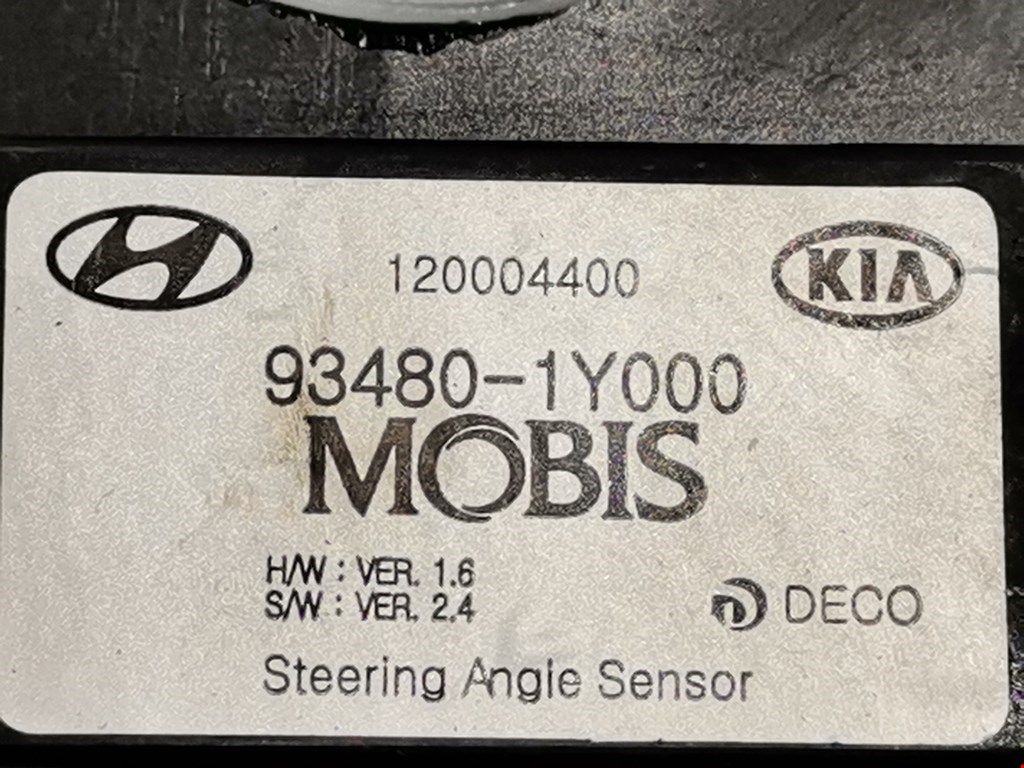 120004400
KIA
93480-1Y000
MOBIS
H/W : VER. 1.6
S/W : VER. 2.4
DECO
Steering Angle Sensor